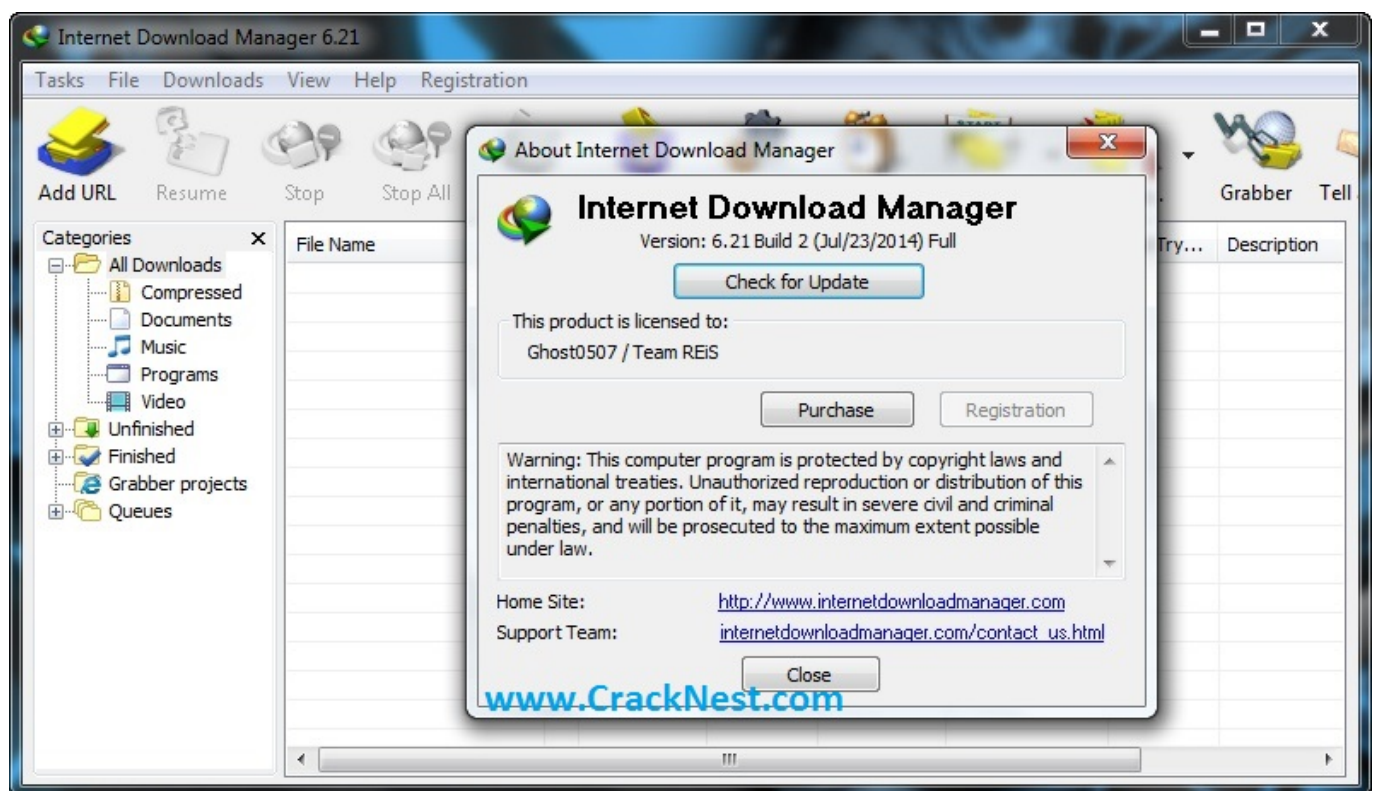 Internet Download Manager 6.21
Tasks File Downloads View Help Registration
Add URL Resume Stop Stop All Grabber Tell
Categories
All Downloads
Compressed
Documents
Music
Programs
Video
Unfinished
Finished
Grabber projects
Queues
File Name Try... Description
About Internet Download Manager
Internet Download Manager
Version: 6.21 Build 2 (Jul/23/2014) Full
Check for Update
This product is licensed to:
Ghost0507 / Team REiS
Purchase Registration
Warning: This computer program is protected by copyright laws and
international treaties. Unauthorized reproduction or distribution of this
program, or any portion of it, may result in severe civil and criminal
penalties, and will be prosecuted to the maximum extent possible
under law.
Home Site: http://www.internetdownloadmanager.com
Support Team: internetdownloadmanager.com/contact_us.html
Close
www.CrackNest.com